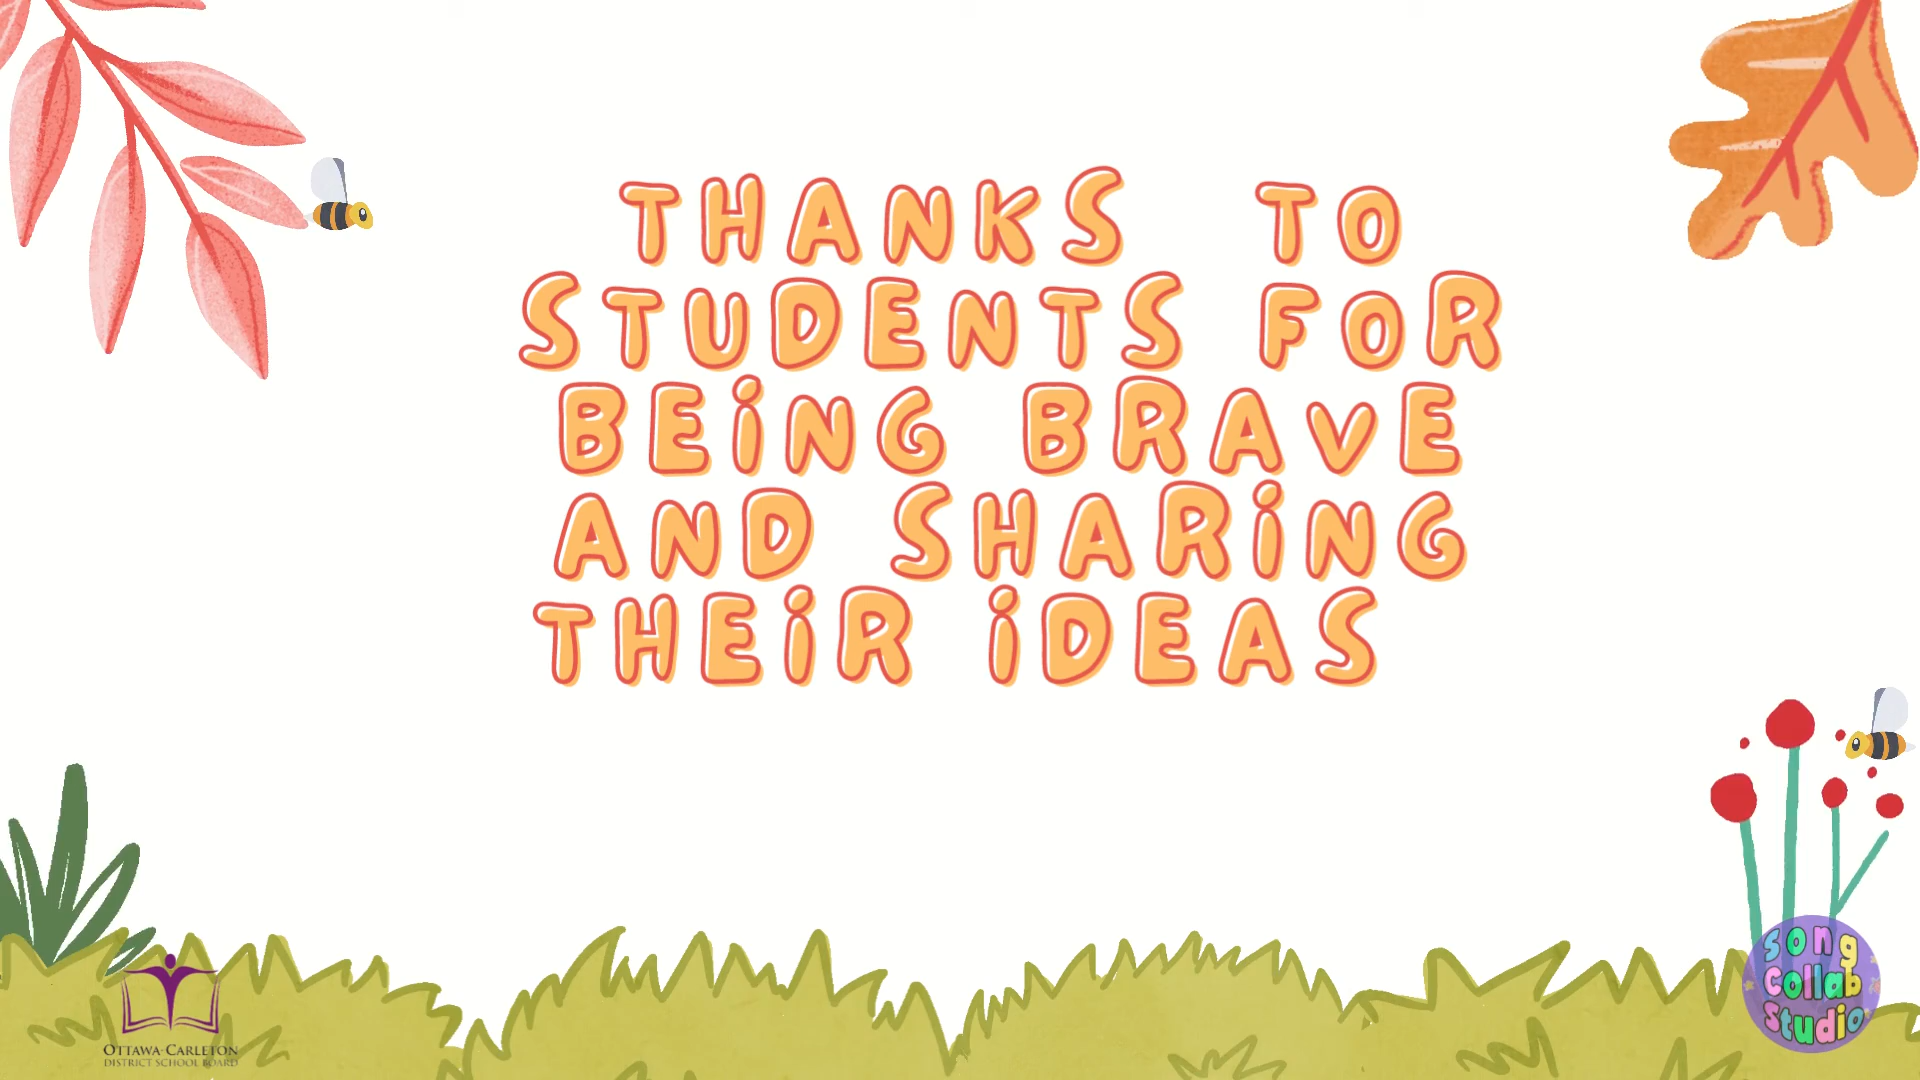 THANKS TO
STUDENTS FOR
BEING BRAVE
AND SHARING
THEIR IDEAS
OTTAWA-CARLETON
DISTRICT SCHOOL BOARD
Song
Collab
Studio